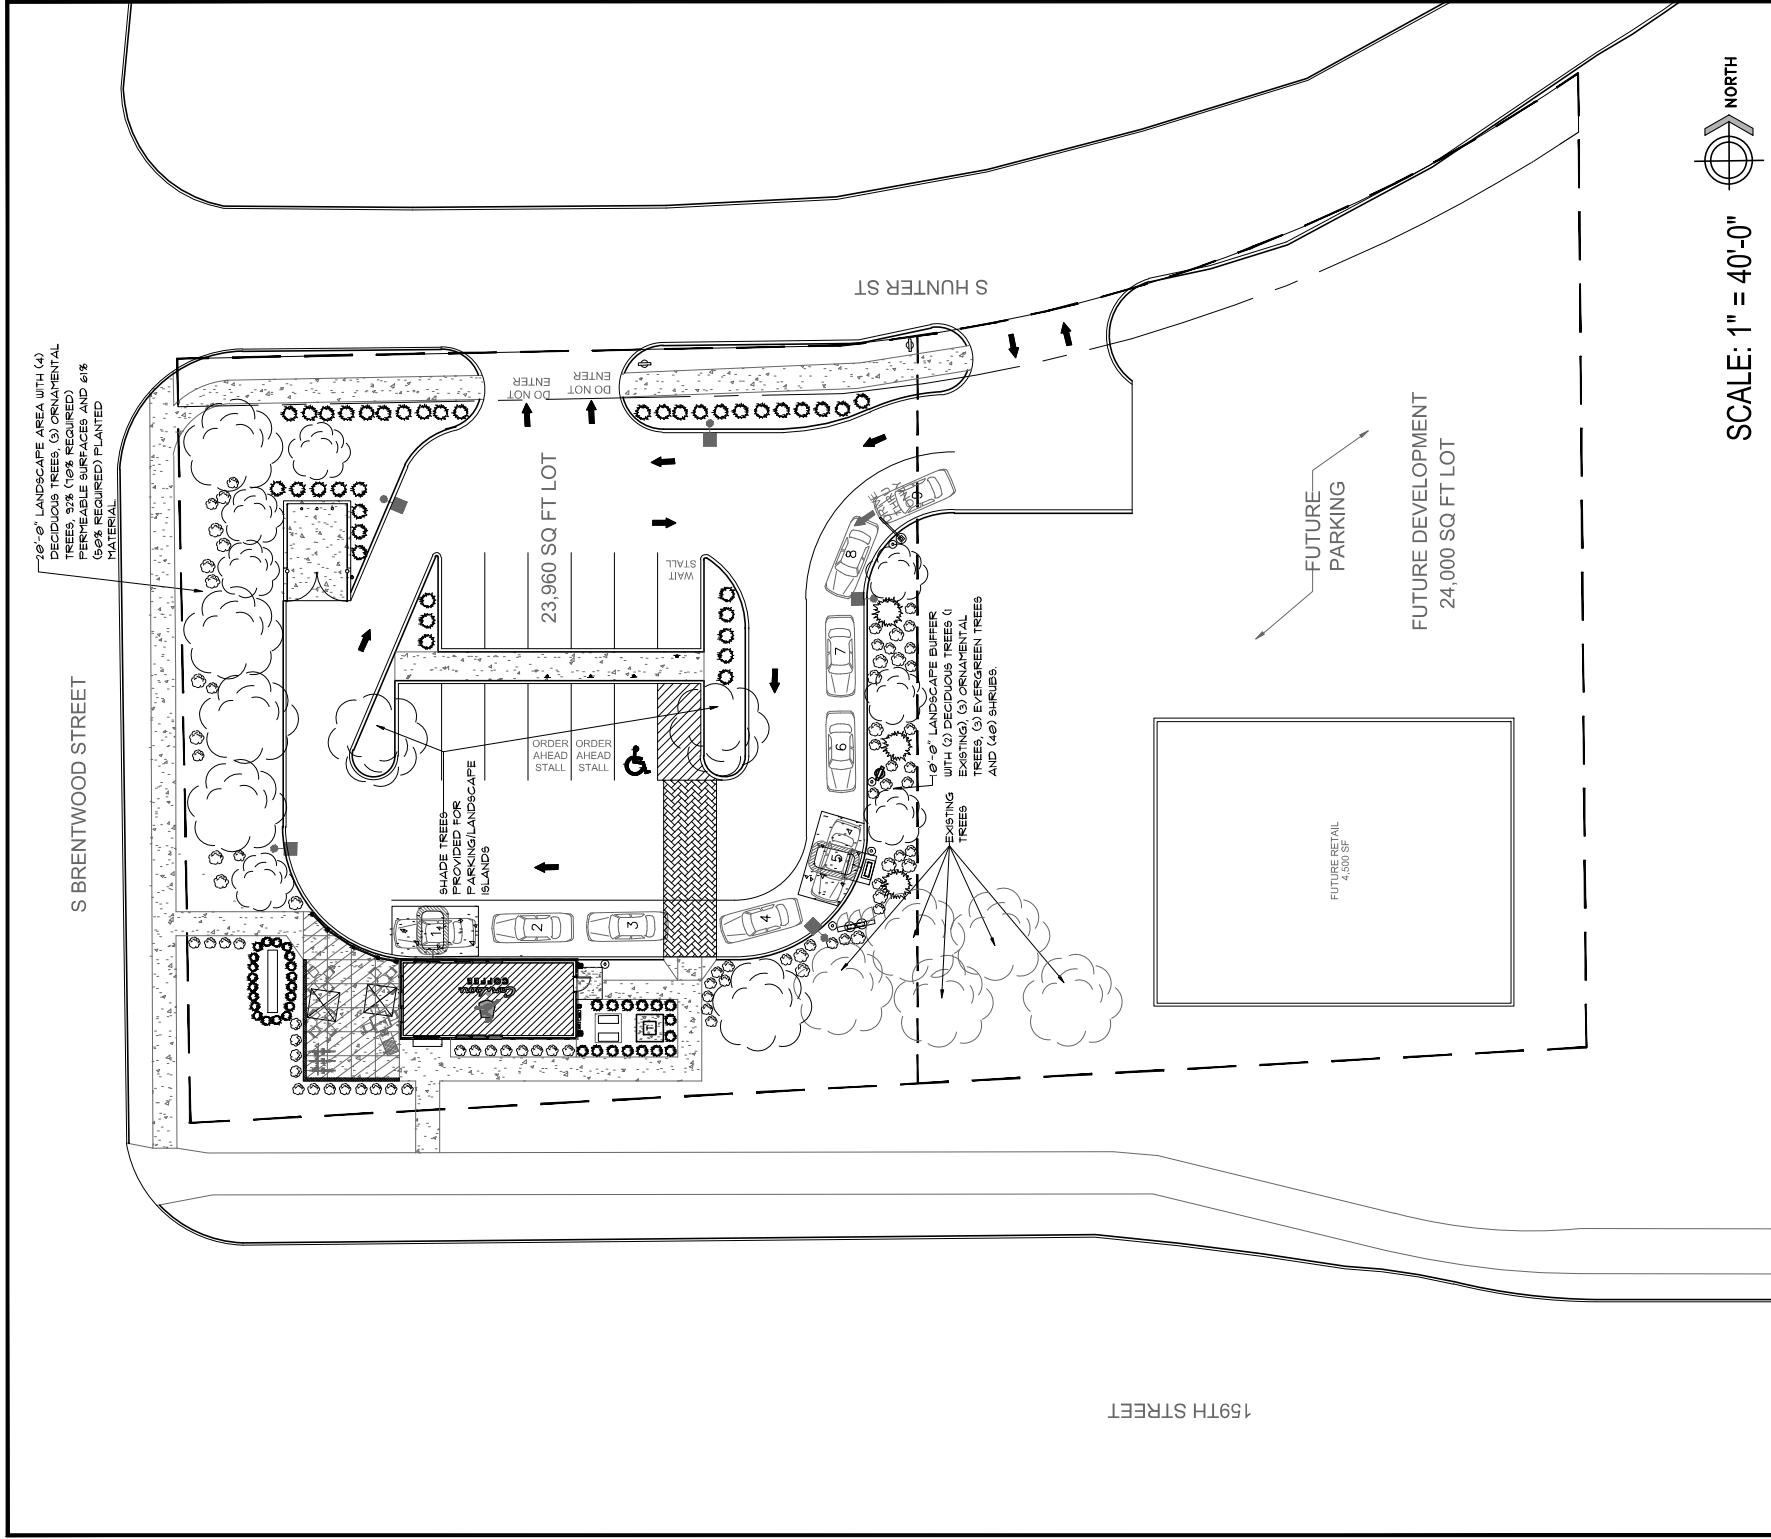 20'-0" LANDSCAPE AREA WITH (4)
DECIDUOUS TREES, (3) ORNAMENTAL
TREES, 92% (70% REQUIRED)
PERMEABLE SURFACES AND 61%
(50% REQUIRED) PLANTED
MATERIAL
S BRENTWOOD STREET
S HUNTER ST
NORTH
SCALE: 1" = 40'-0"
DO NOT
ENTER
DO NOT
ENTER
23,960 SQ FT LOT
WAIT
STALL
ORDER
AHEAD
STALL
ORDER
AHEAD
STALL
SHADE TREES
PROVIDED FOR
PARKING/LANDSCAPE
ISLANDS
10'-0" LANDSCAPE BUFFER
WITH (2) DECIDUOUS TREES (1
EXISTING), (3) ORNAMENTAL
TREES, (3) EVERGREEN TREES
AND (40) SHRUBS.
EXISTING
TREES
1
2
3
4
5
6
7
8
9
COFFEE
FUTURE
PARKING
FUTURE DEVELOPMENT
24,000 SQ FT LOT
FUTURE RETAIL
4,500 SF
159TH STREET